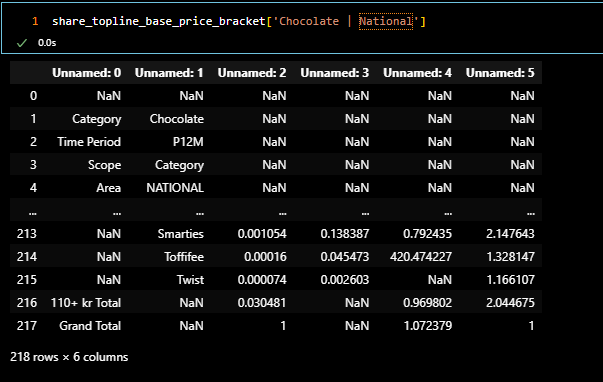 1 share_topline_base_price_bracket['Chocolate | National']
✓ 0.0s
Unnamed: 0 Unnamed: 1 Unnamed: 2 Unnamed: 3 Unnamed: 4 Unnamed: 5
0 NaN NaN NaN NaN NaN NaN
1 Category Chocolate NaN NaN NaN NaN
2 Time Period P12M NaN NaN NaN NaN
3 Scope Category NaN NaN NaN NaN
4 Area NATIONAL NaN NaN NaN NaN
... ... ... ... ... ... ...
213 NaN Smarties 0.001054 0.138387 0.792435 2.147643
214 NaN Toffifee 0.00016 0.045473 420.474227 1.328147
215 NaN Twist 0.000074 0.002603 NaN 1.166107
216 110+ kr Total NaN 0.030481 NaN 0.969802 2.044675
217 Grand Total NaN 1 NaN 1.072379 1
218 rows × 6 columns